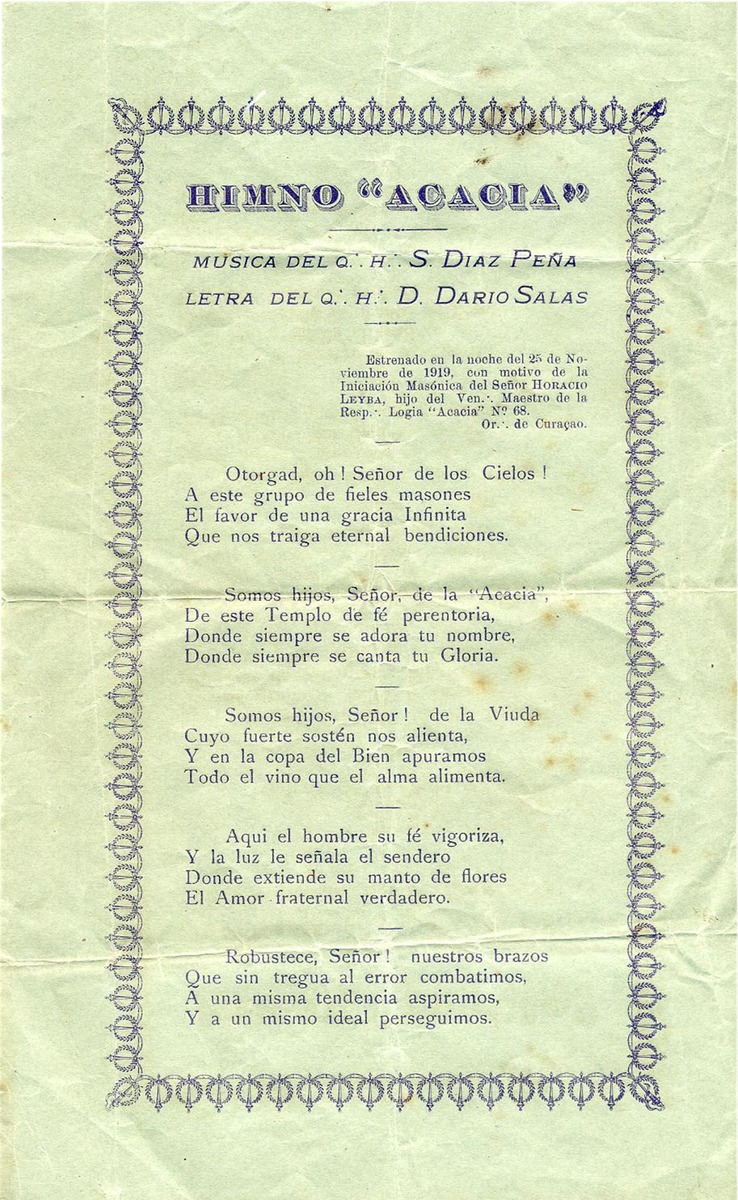 HIMNO "ACACIA"
MUSICA DEL Q∴ H∴ S. DIAZ PEÑA
LETRA DEL Q∴ H∴ D. DARIO SALAS
Estrenado en la noche del 25 de No-
viembre de 1919, con motivo de la
Iniciación Masónica del Señor HORACIO
LEYBA, hijo del Ven∴ Maestro de la
Resp∴ Logia "Acacia" Nº 68.
Or∴ de Curaçao.
Otorgad, oh ! Señor de los Cielos !
A este grupo de fieles masones
El favor de una gracia Infinita
Que nos traiga eternal bendiciones.
Somos hijos, Señor, de la "Acacia",
De este Templo de fé perentoria,
Donde siempre se adora tu nombre,
Donde siempre se canta tu Gloria.
Somos hijos, Señor ! de la Viuda
Cuyo fuerte sostén nos alienta,
Y en la copa del Bien apuramos
Todo el vino que el alma alimenta.
Aqui el hombre su fé vigoriza,
Y la luz le señala el sendero
Donde extiende su manto de flores
El Amor fraternal verdadero.
Robustece, Señor ! nuestros brazos
Que sin tregua al error combatimos,
A una misma tendencia aspiramos,
Y a un mismo ideal perseguimos.